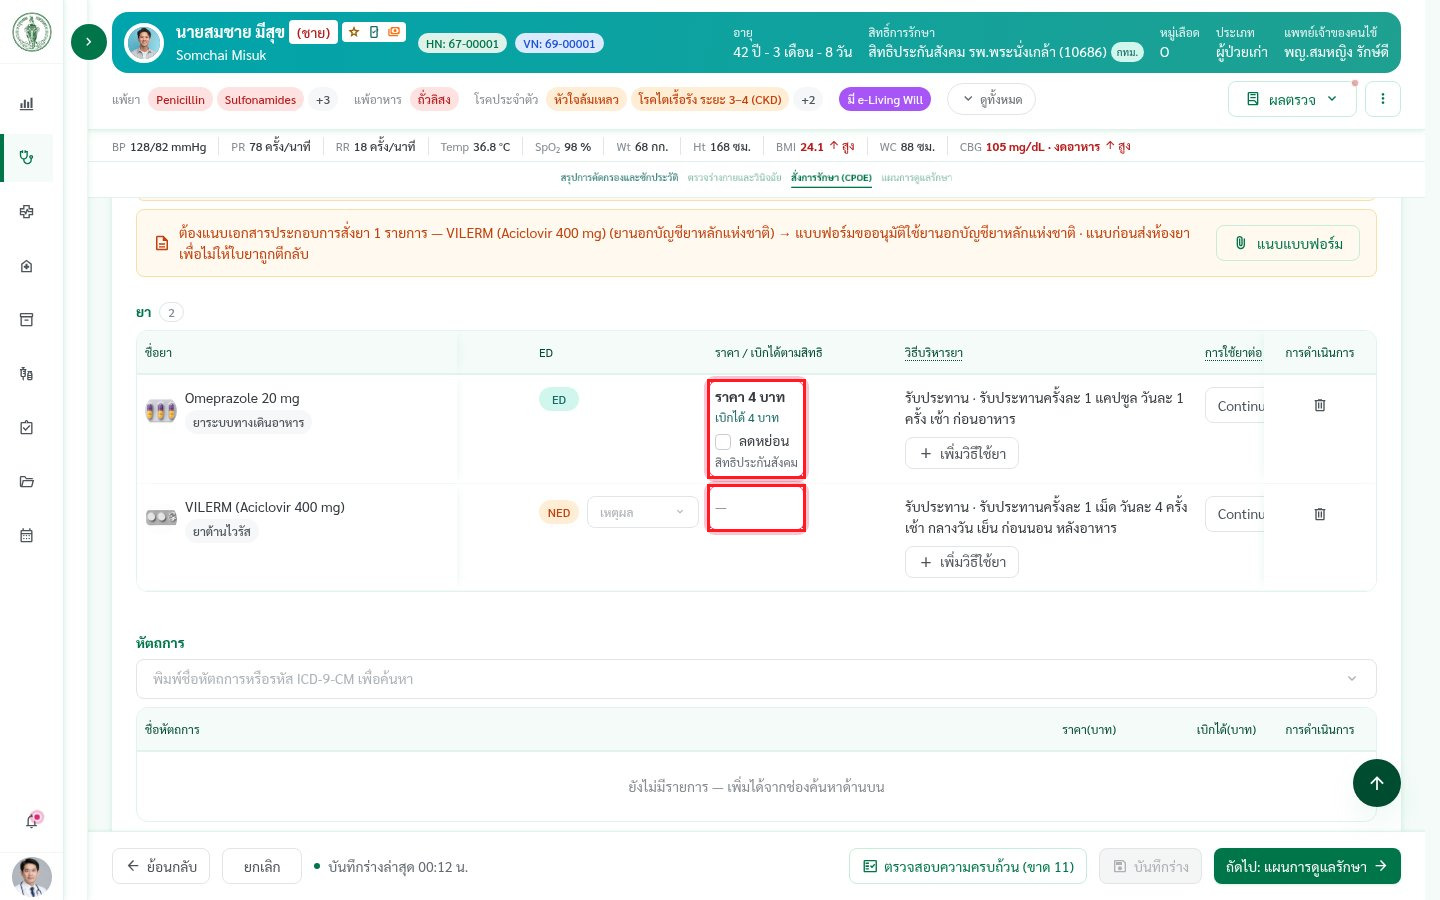 นายสมชาย มีสุข (ชาย)
Somchai Misuk
HN: 67-00001 VN: 69-00001
อายุ
42 ปี - 3 เดือน - 8 วัน
สิทธิ์การรักษา
สิทธิประกันสังคม รพ.พระนั่งเกล้า (10686) กทม.
หมู่เลือด
O
ประเภท
ผู้ป่วยเก่า
แพทย์เจ้าของคนไข้
พญ.สมหญิง รักษ์ดี
แพ้ยา Penicillin Sulfonamides +3 แพ้อาหาร ถั่วลิสง โรคประจำตัว หัวใจล้มเหลว โรคไตเรื้อรัง ระยะ 3–4 (CKD) +2 มี e-Living Will ดูทั้งหมด
ผลตรวจ
BP 128/82 mmHg PR 78 ครั้ง/นาที RR 18 ครั้ง/นาที Temp 36.8 °C SpO₂ 98 % Wt 68 กก. Ht 168 ซม. BMI 24.1 ↑ สูง WC 88 ซม. CBG 105 mg/dL · งดอาหาร ↑ สูง
สรุปการคัดกรองและซักประวัติ ตรวจร่างกายและวินิจฉัย สั่งการรักษา (CPOE) แผนการดูแลรักษา
ต้องแนบเอกสารประกอบการสั่งยา 1 รายการ — VILERM (Aciclovir 400 mg) (ยานอกบัญชียาหลักแห่งชาติ) → แบบฟอร์มขออนุมัติใช้ยานอกบัญชียาหลักแห่งชาติ · แนบก่อนส่งห้องยา
เพื่อไม่ให้ใบยาถูกตีกลับ
แนบแบบฟอร์ม
ยา 2
ชื่อยา ED ราคา / เบิกได้ตามสิทธิ วิธีบริหารยา การใช้ยาต่อ การดำเนินการ
Omeprazole 20 mg
ยาระบบทางเดินอาหาร
ED
ราคา 4 บาท
เบิกได้ 4 บาท
ลดหย่อน
สิทธิประกันสังคม
รับประทาน · รับประทานครั้งละ 1 แคปซูล วันละ 1
ครั้ง เช้า ก่อนอาหาร
+ เพิ่มวิธีใช้ยา
Continu
VILERM (Aciclovir 400 mg)
ยาต้านไวรัส
NED เหตุผล
—
รับประทาน · รับประทานครั้งละ 1 เม็ด วันละ 4 ครั้ง
เช้า กลางวัน เย็น ก่อนนอน หลังอาหาร
+ เพิ่มวิธีใช้ยา
Continu
หัตถการ
พิมพ์ชื่อหัตถการหรือรหัส ICD-9-CM เพื่อค้นหา
ชื่อหัตถการ ราคา(บาท) เบิกได้(บาท) การดำเนินการ
ยังไม่มีรายการ — เพิ่มได้จากช่องค้นหาด้านบน
← ย้อนกลับ ยกเลิก บันทึกร่างล่าสุด 00:12 น. ตรวจสอบความครบถ้วน (ขาด 11) บันทึกร่าง ถัดไป: แผนการดูแลรักษา →